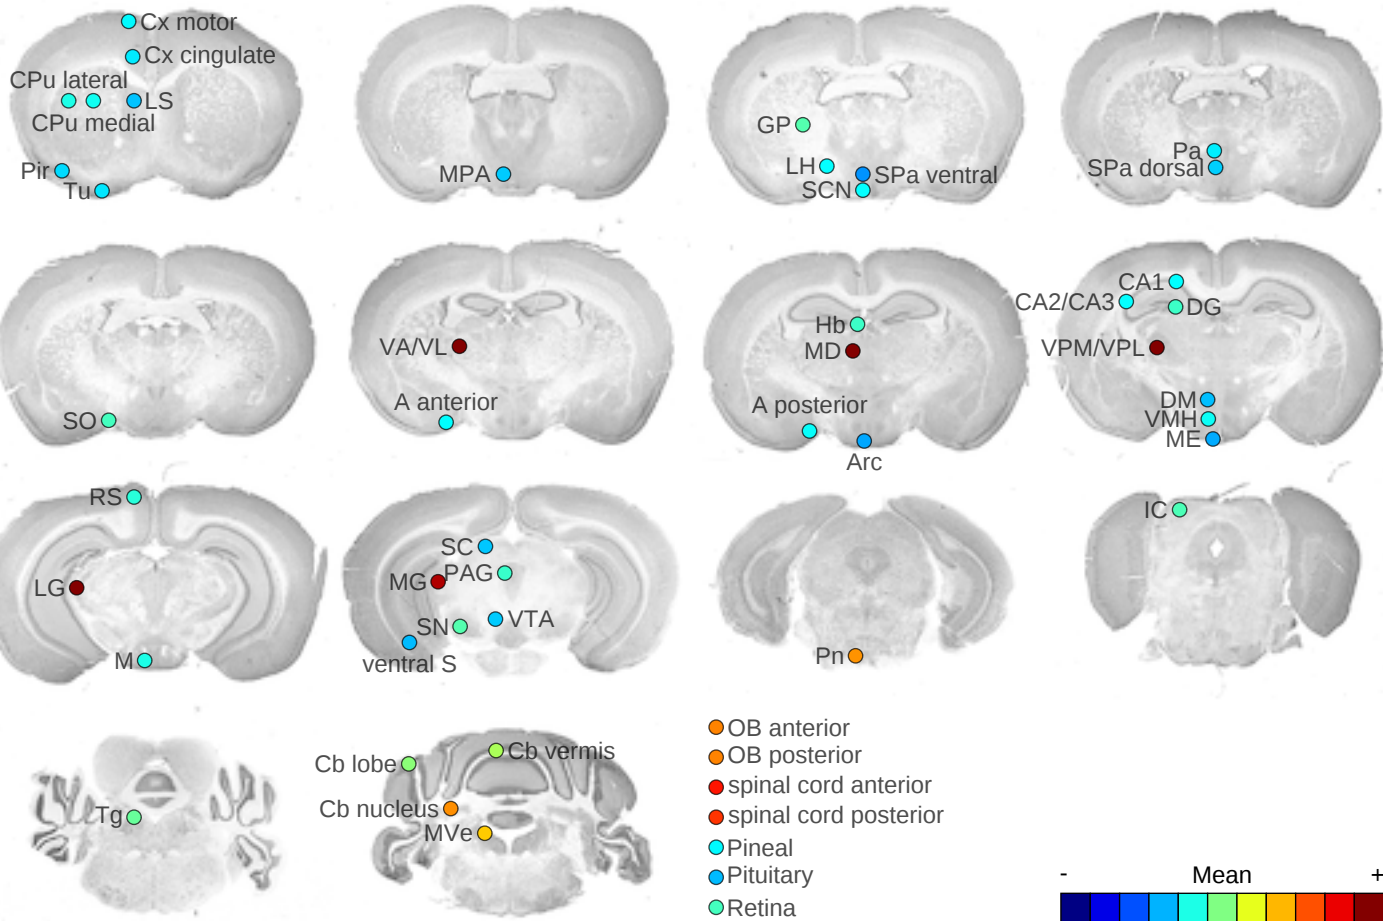 Cx motor
Cx cingulate
CPu lateral
LS
CPu medial
Pir
Tu
MPA
GP
LH
SPa ventral
SCN
Pa
SPa dorsal
SO
VA/VL
A anterior
Hb
MD
A posterior
Arc
CA1
CA2/CA3
DG
VPM/VPL
DM
VMH
ME
RS
LG
M
SC
MG
PAG
SN
VTA
ventral S
Pn
IC
Tg
Cb lobe
Cb vermis
Cb nucleus
MVe
OB anterior
OB posterior
spinal cord anterior
spinal cord posterior
Pineal
Pituitary
Retina
- Mean +